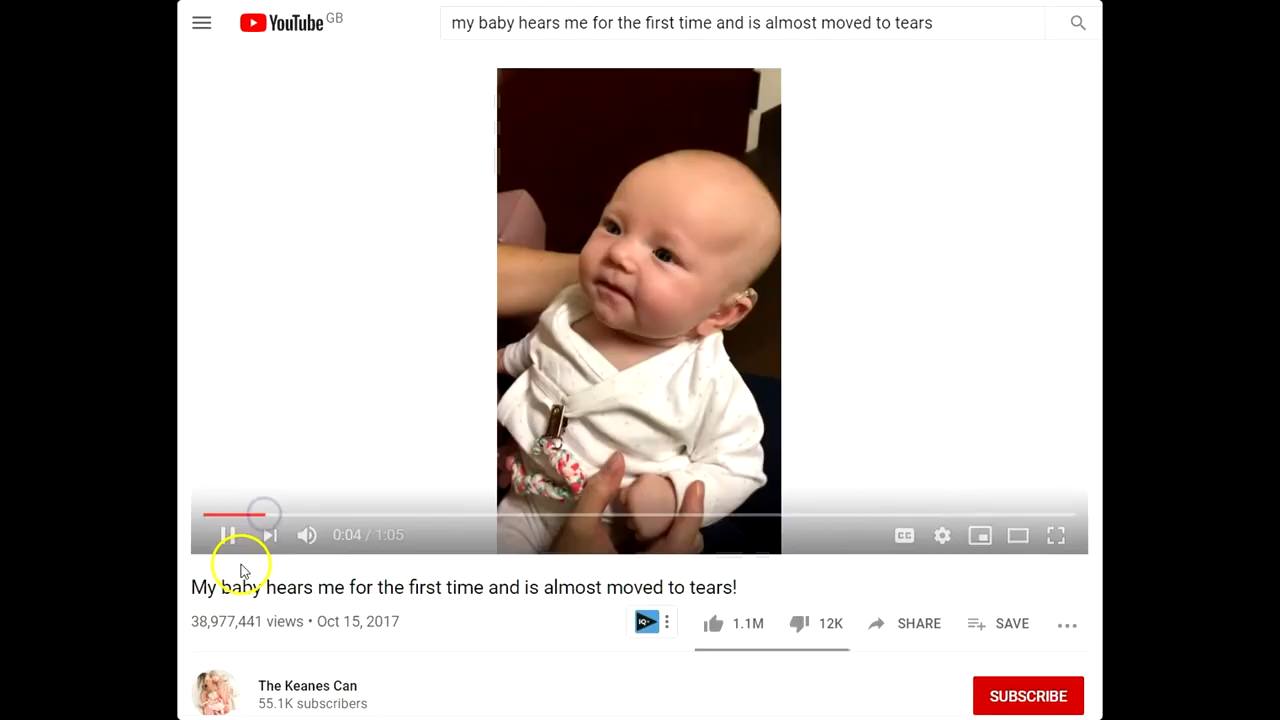 YouTube GB
my baby hears me for the first time and is almost moved to tears
0:04 / 1:05
CC
My baby hears me for the first time and is almost moved to tears!
38,977,441 views • Oct 15, 2017
IQ
1.1M
12K
SHARE
SAVE
The Keanes Can
55.1K subscribers
SUBSCRIBE